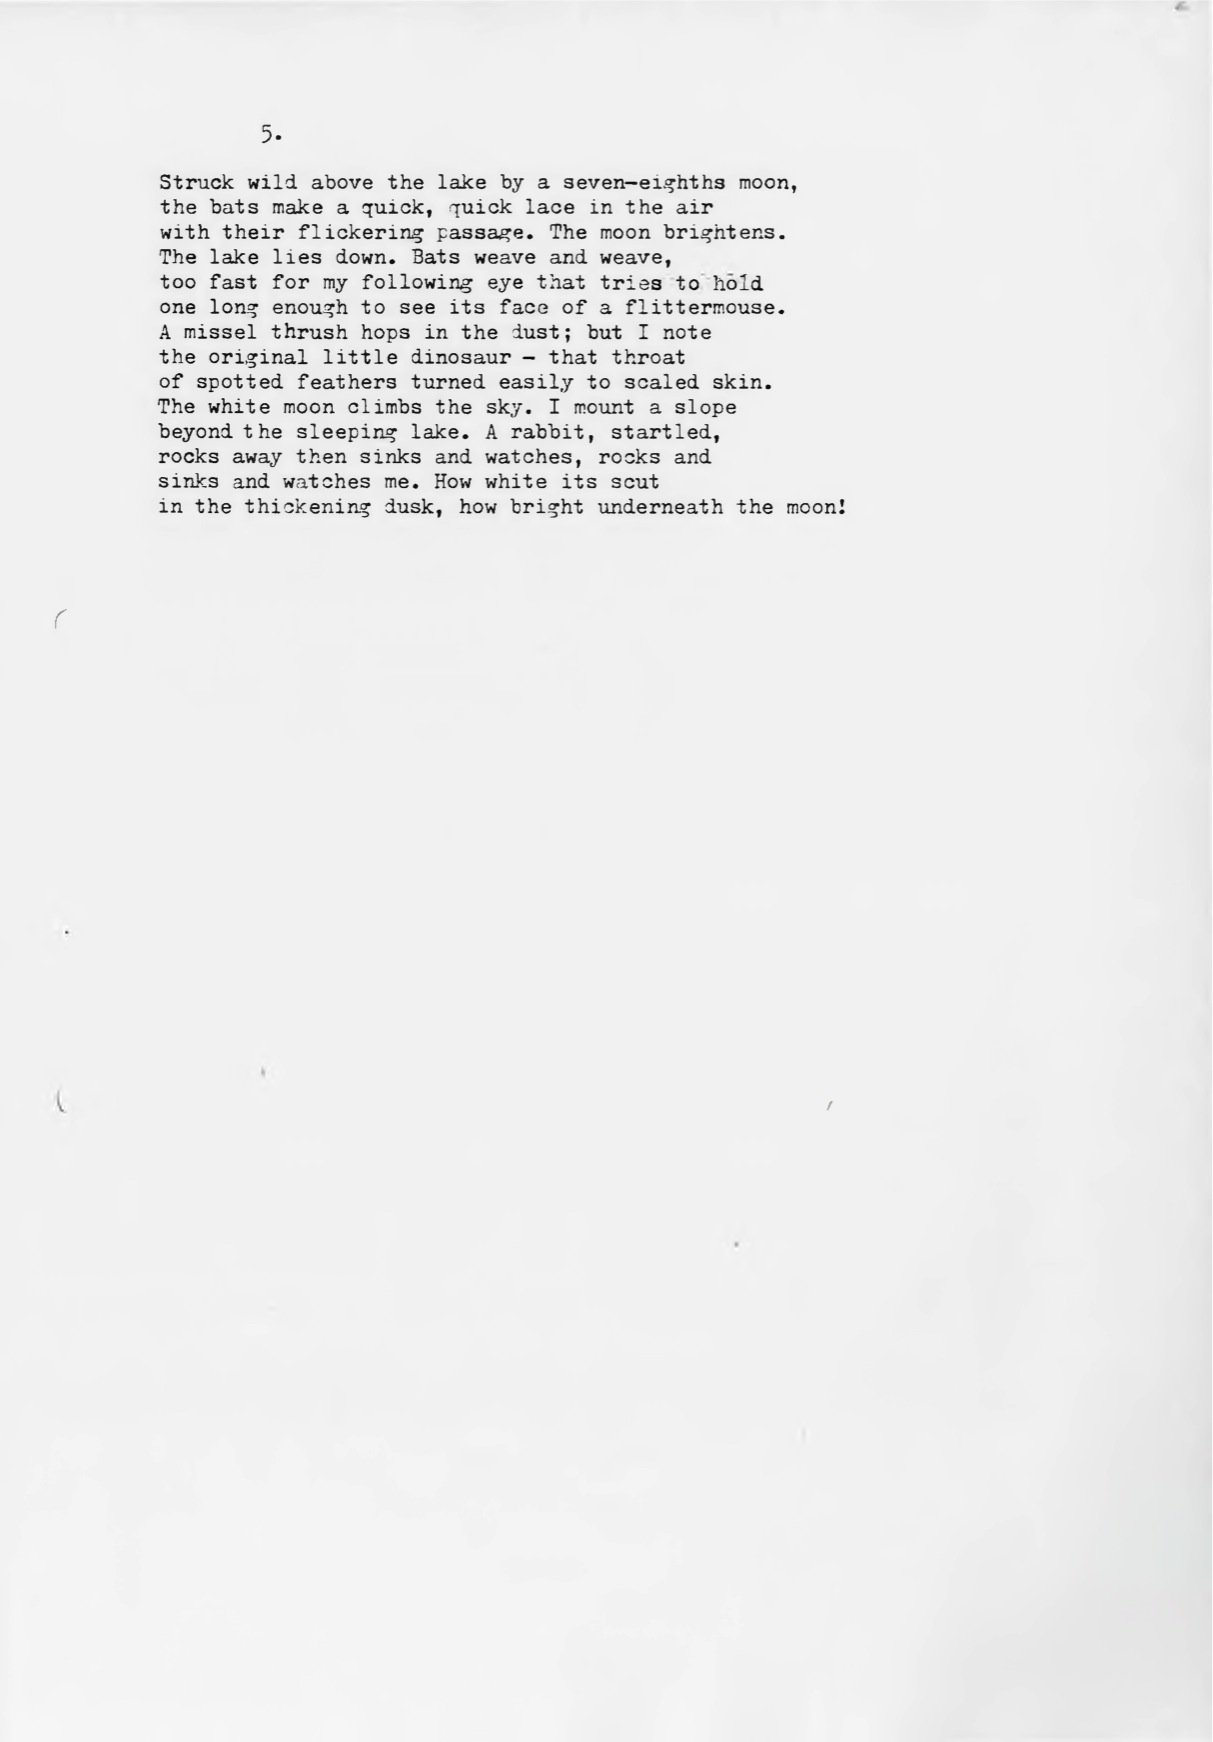 5.
Struck wild above the lake by a seven-eighths moon,
the bats make a quick, quick lace in the air
with their flickering passage. The moon brightens.
The lake lies down. Bats weave and weave,
too fast for my following eye that tries to hold
one long enough to see its face of a flittermouse.
A missel thrush hops in the dust; but I note
the original little dinosaur - that throat
of spotted feathers turned easily to scaled skin.
The white moon climbs the sky. I mount a slope
beyond the sleeping lake. A rabbit, startled,
rocks away then sinks and watches, rocks and
sinks and watches me. How white its scut
in the thickening dusk, how bright underneath the moon!